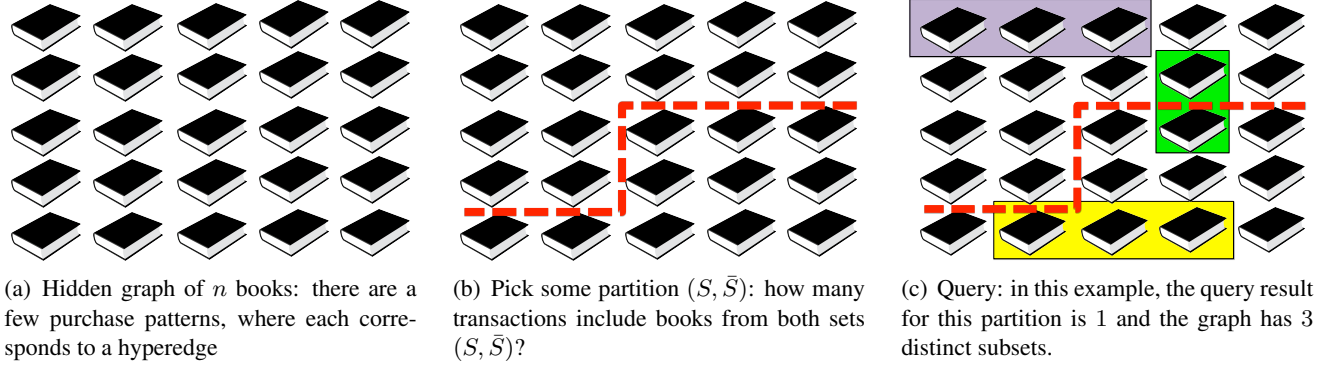 (a) Hidden graph of n books: there are a
few purchase patterns, where each corre-
sponds to a hyperedge
(b) Pick some partition (S, S̄): how many
transactions include books from both sets
(S, S̄)?
(c) Query: in this example, the query result
for this partition is 1 and the graph has 3
distinct subsets.